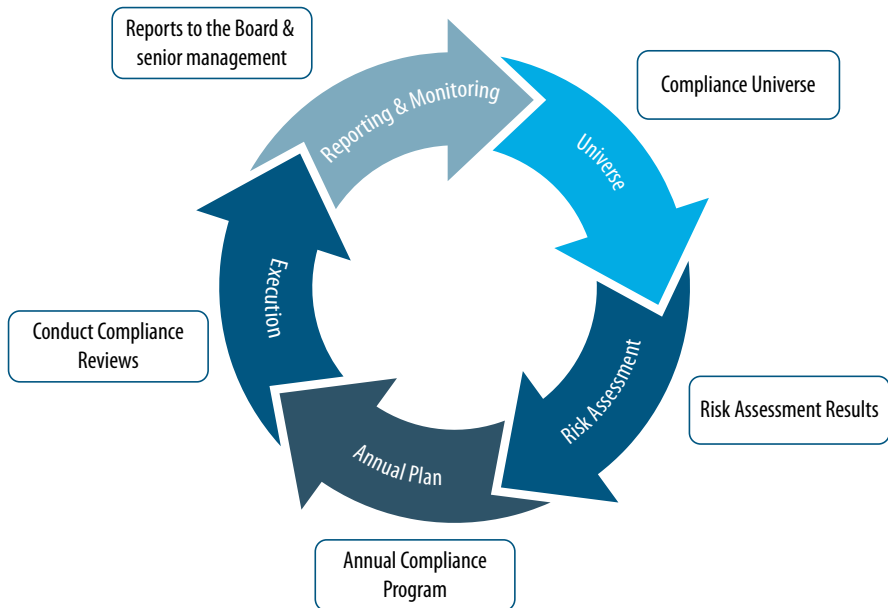 Reports to the Board &
senior management
Reporting & Monitoring
Compliance Universe
Universe
Execution
Conduct Compliance
Reviews
Risk Assessment
Risk Assessment Results
Annual Plan
Annual Compliance
Program